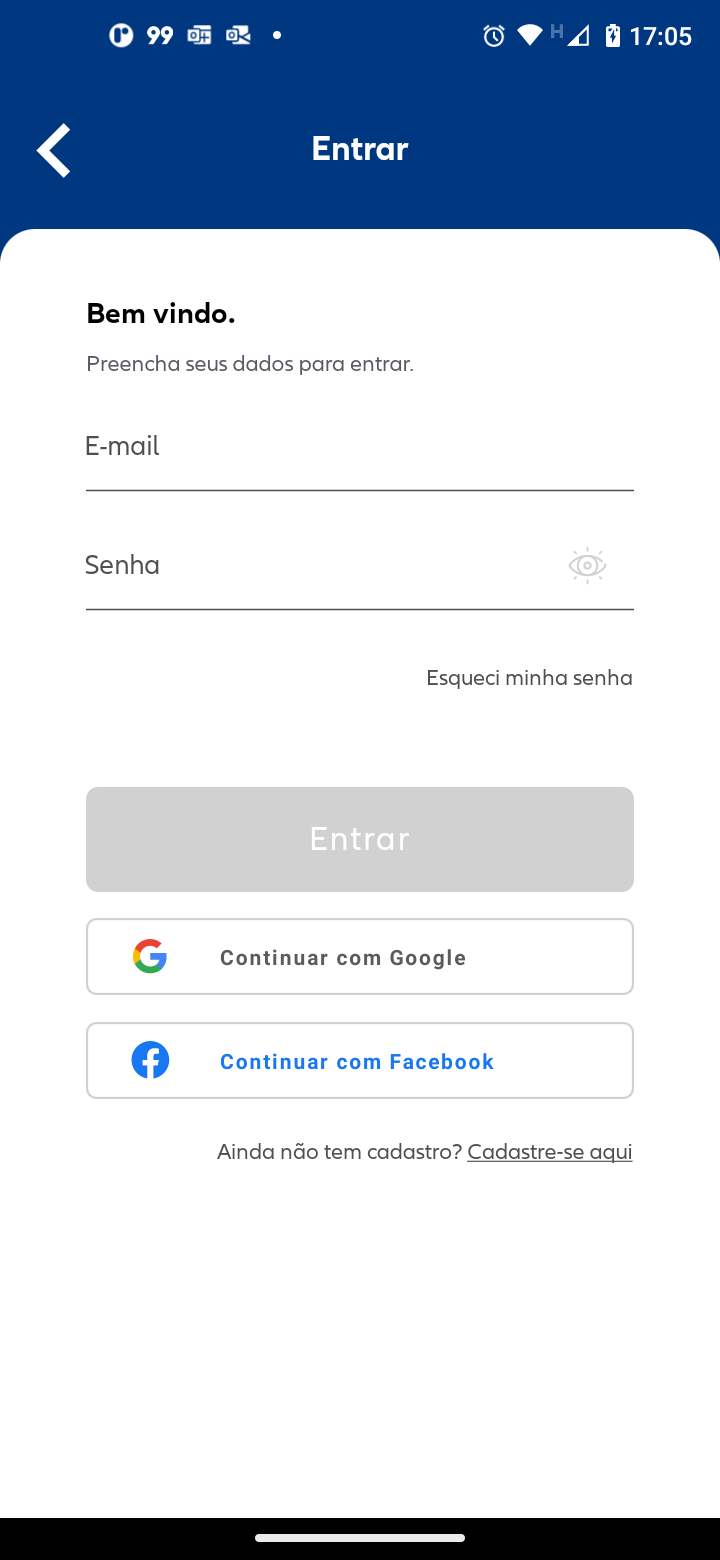 99 H 17:05
Entrar
Bem vindo.
Preencha seus dados para entrar.
E-mail
Senha
Esqueci minha senha
Entrar
Continuar com Google
Continuar com Facebook
Ainda não tem cadastro? Cadastre-se aqui